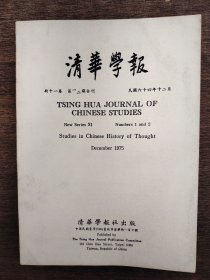 清華學報
新十一卷 第一、二期合刊 民國六十四年十二月
TSING HUA JOURNAL OF
CHINESE STUDIES
New Series XI Numbers 1 and 2
Studies in Chinese History of Thought
December 1975
清華學報社出版
Published by
The Tsing Hua Journal Publication Committee
Taiwan, Republic of China